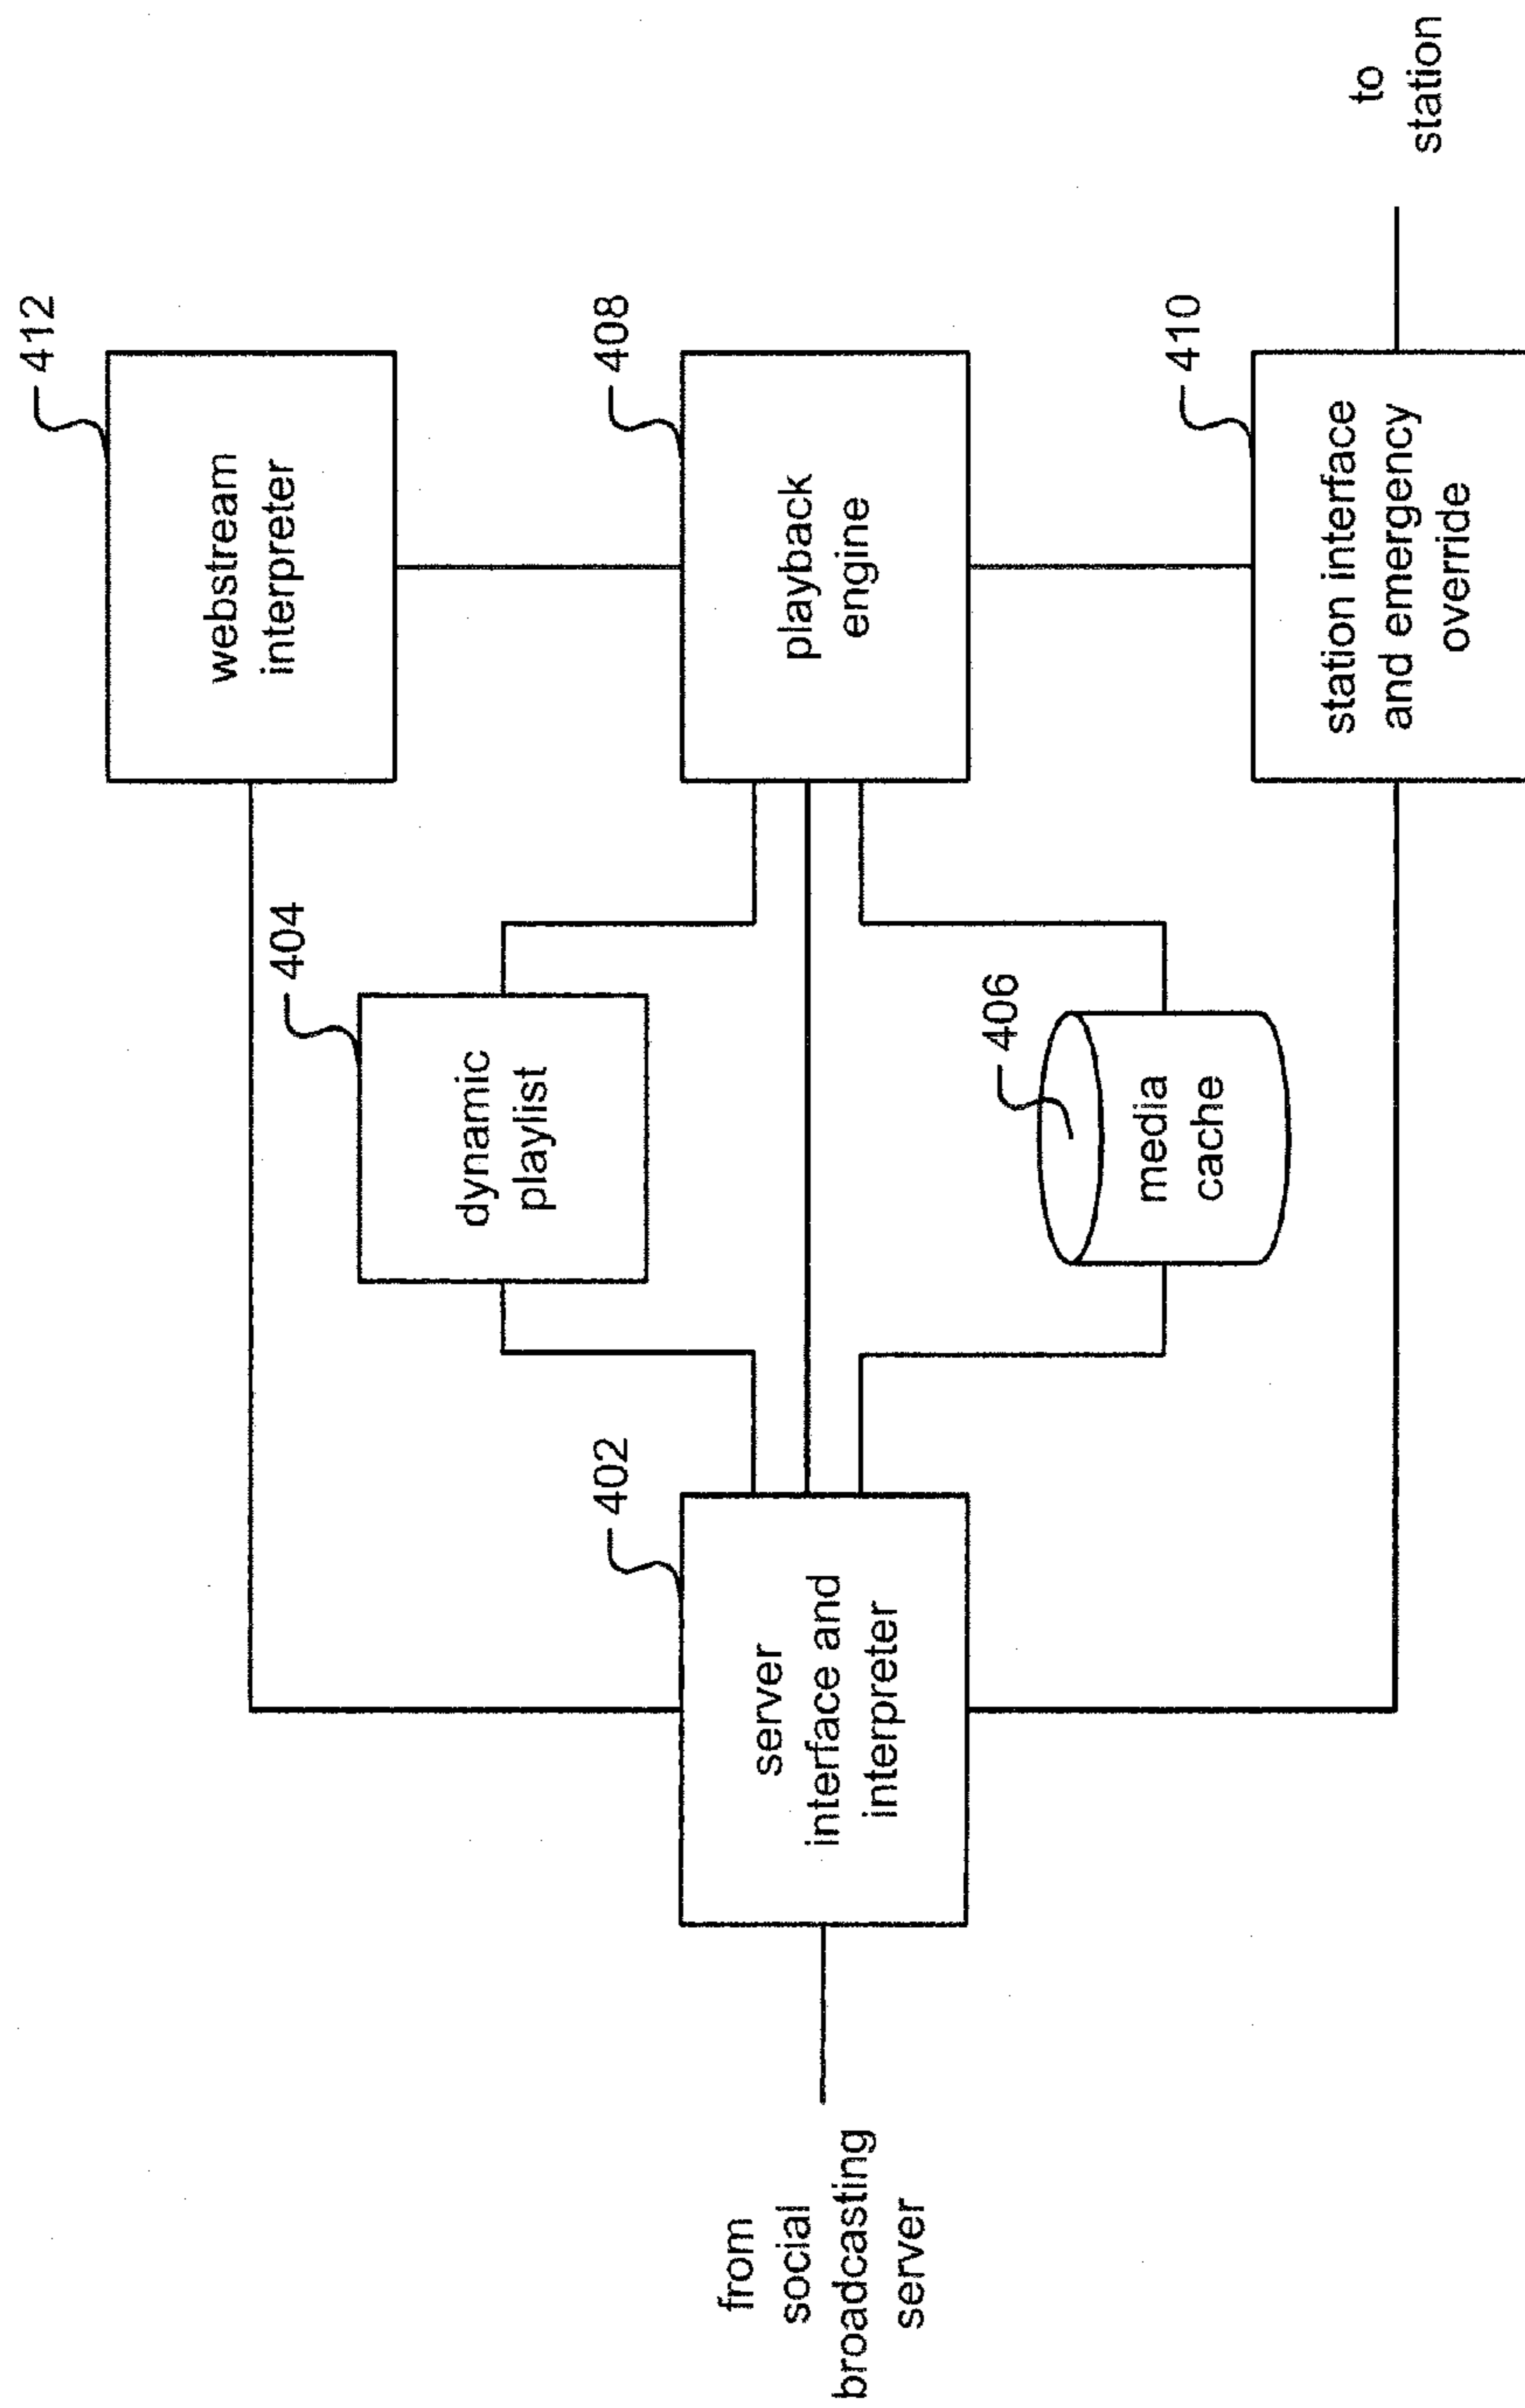 412
webstream
interpreter
404
dynamic
playlist
402
server
interface and
interpreter
408
playback
engine
406
media
cache
from
social
broadcasting
server
410
station interface
and emergency
override
to
station